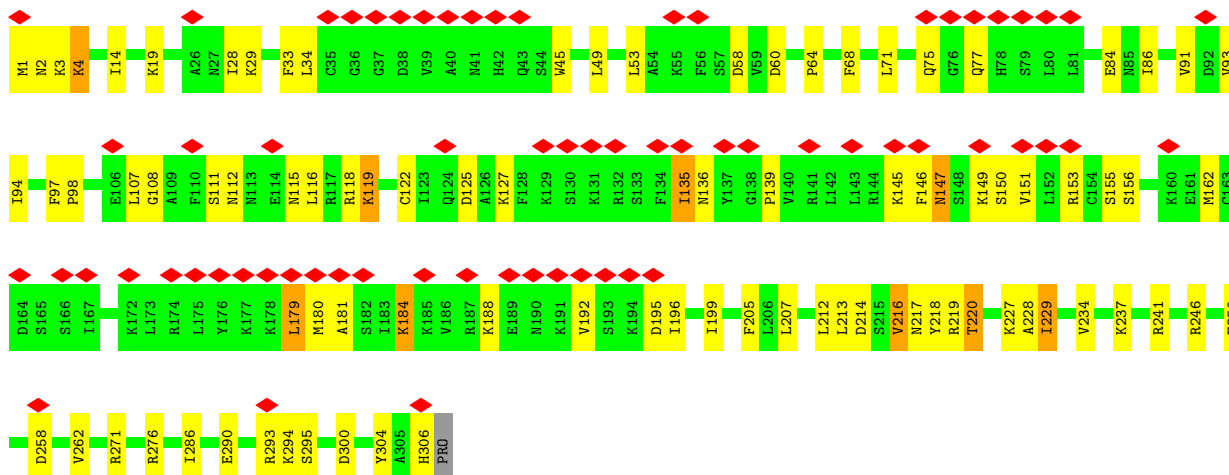 M1 N2 K3 K4 I14 K19 A26 N27 I28 K29 F33 L34 C35 G36 G37 D38 V39 A40 N41 H42 Q43 S44 W45 L49 L53 A54 K55 F56 S57 D58 V59 D60 P64 F68 L71 Q75 G76 Q77 H78 S79 L80 L81 E84 N85 I86 V91 D92 V93
I94 F97 P98 E106 L107 G108 A109 F110 S111 N112 N113 E114 N115 L116 R117 R118 K119 C122 I123 Q124 D125 A126 K127 F128 K129 S130 K131 R132 S133 F134 I135 N136 Y137 G138 P139 V140 R141 L142 L143 R144 K145 F146 N147 S148 K149 S150 V151 L152 R153 C154 S155 S156 K160 E161 M162 C163
D164 S165 S166 I167 K172 L173 R174 L175 Y176 K177 K178 L179 M180 A181 S182 I183 K184 K185 V186 R187 K188 E189 N190 K191 V192 S193 K194 D195 I196 I199 F205 L206 L207 L212 L213 D214 S215 V216 N217 Y218 R219 T220 K227 A228 I229 V234 K237 R241 R246
D258 V262 R271 R276 I286 E290 R293 K294 S295 D300 Y304 A305 H306 PRO